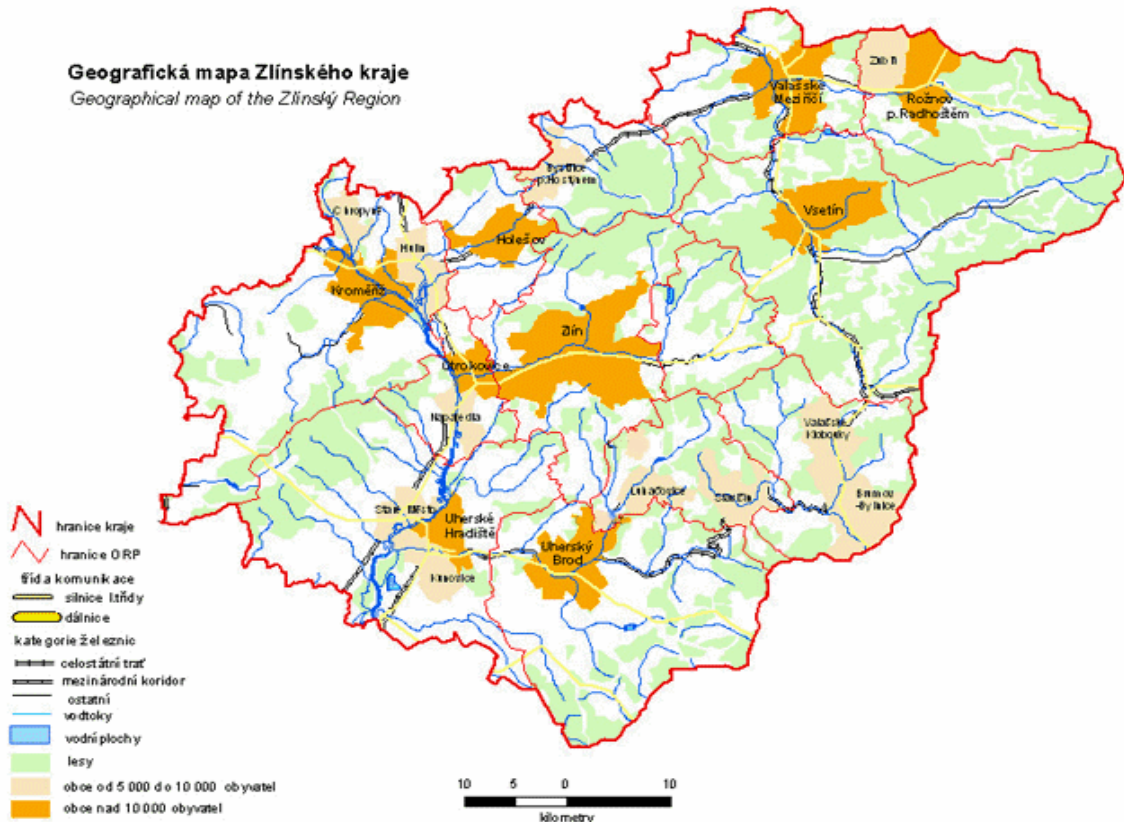 Geografická mapa Zlínského kraje
Geographical map of the Zlínský Region
Valašské
Meziříčí
Zubří
Rožnov
p.Radhoštěm
p.Hostýnem
Vsetín
Chropyně
Hulín
Holešov
Kroměříž
Zlín
Otrokovice
Napajedla
Valašské
Klobouky
Luhačovice
Slavičín
Brumov
-Bylnice
Staré Město
Uherské
Hradiště
Uherský
Brod
Kunovice
hranice kraje
hranice ORP
třída komunikace
silnice I.třídy
dálnice
kategorie železnic
celostátní trať
mezinárodní koridor
ostatní
vodtoky
vodní plochy
lesy
obce od 5 000 do 10 000 obyvatel
obce nad 10 000 obyvatel
10 5 0 10
kilometry